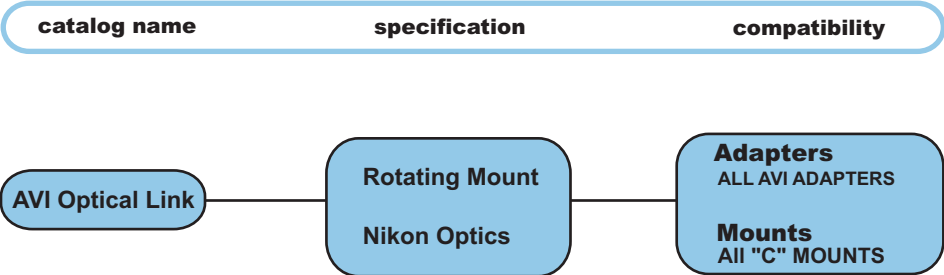 catalog name specification compatibility
AVI Optical Link
Rotating Mount
Nikon Optics
Adapters
ALL AVI ADAPTERS
Mounts
All "C" MOUNTS